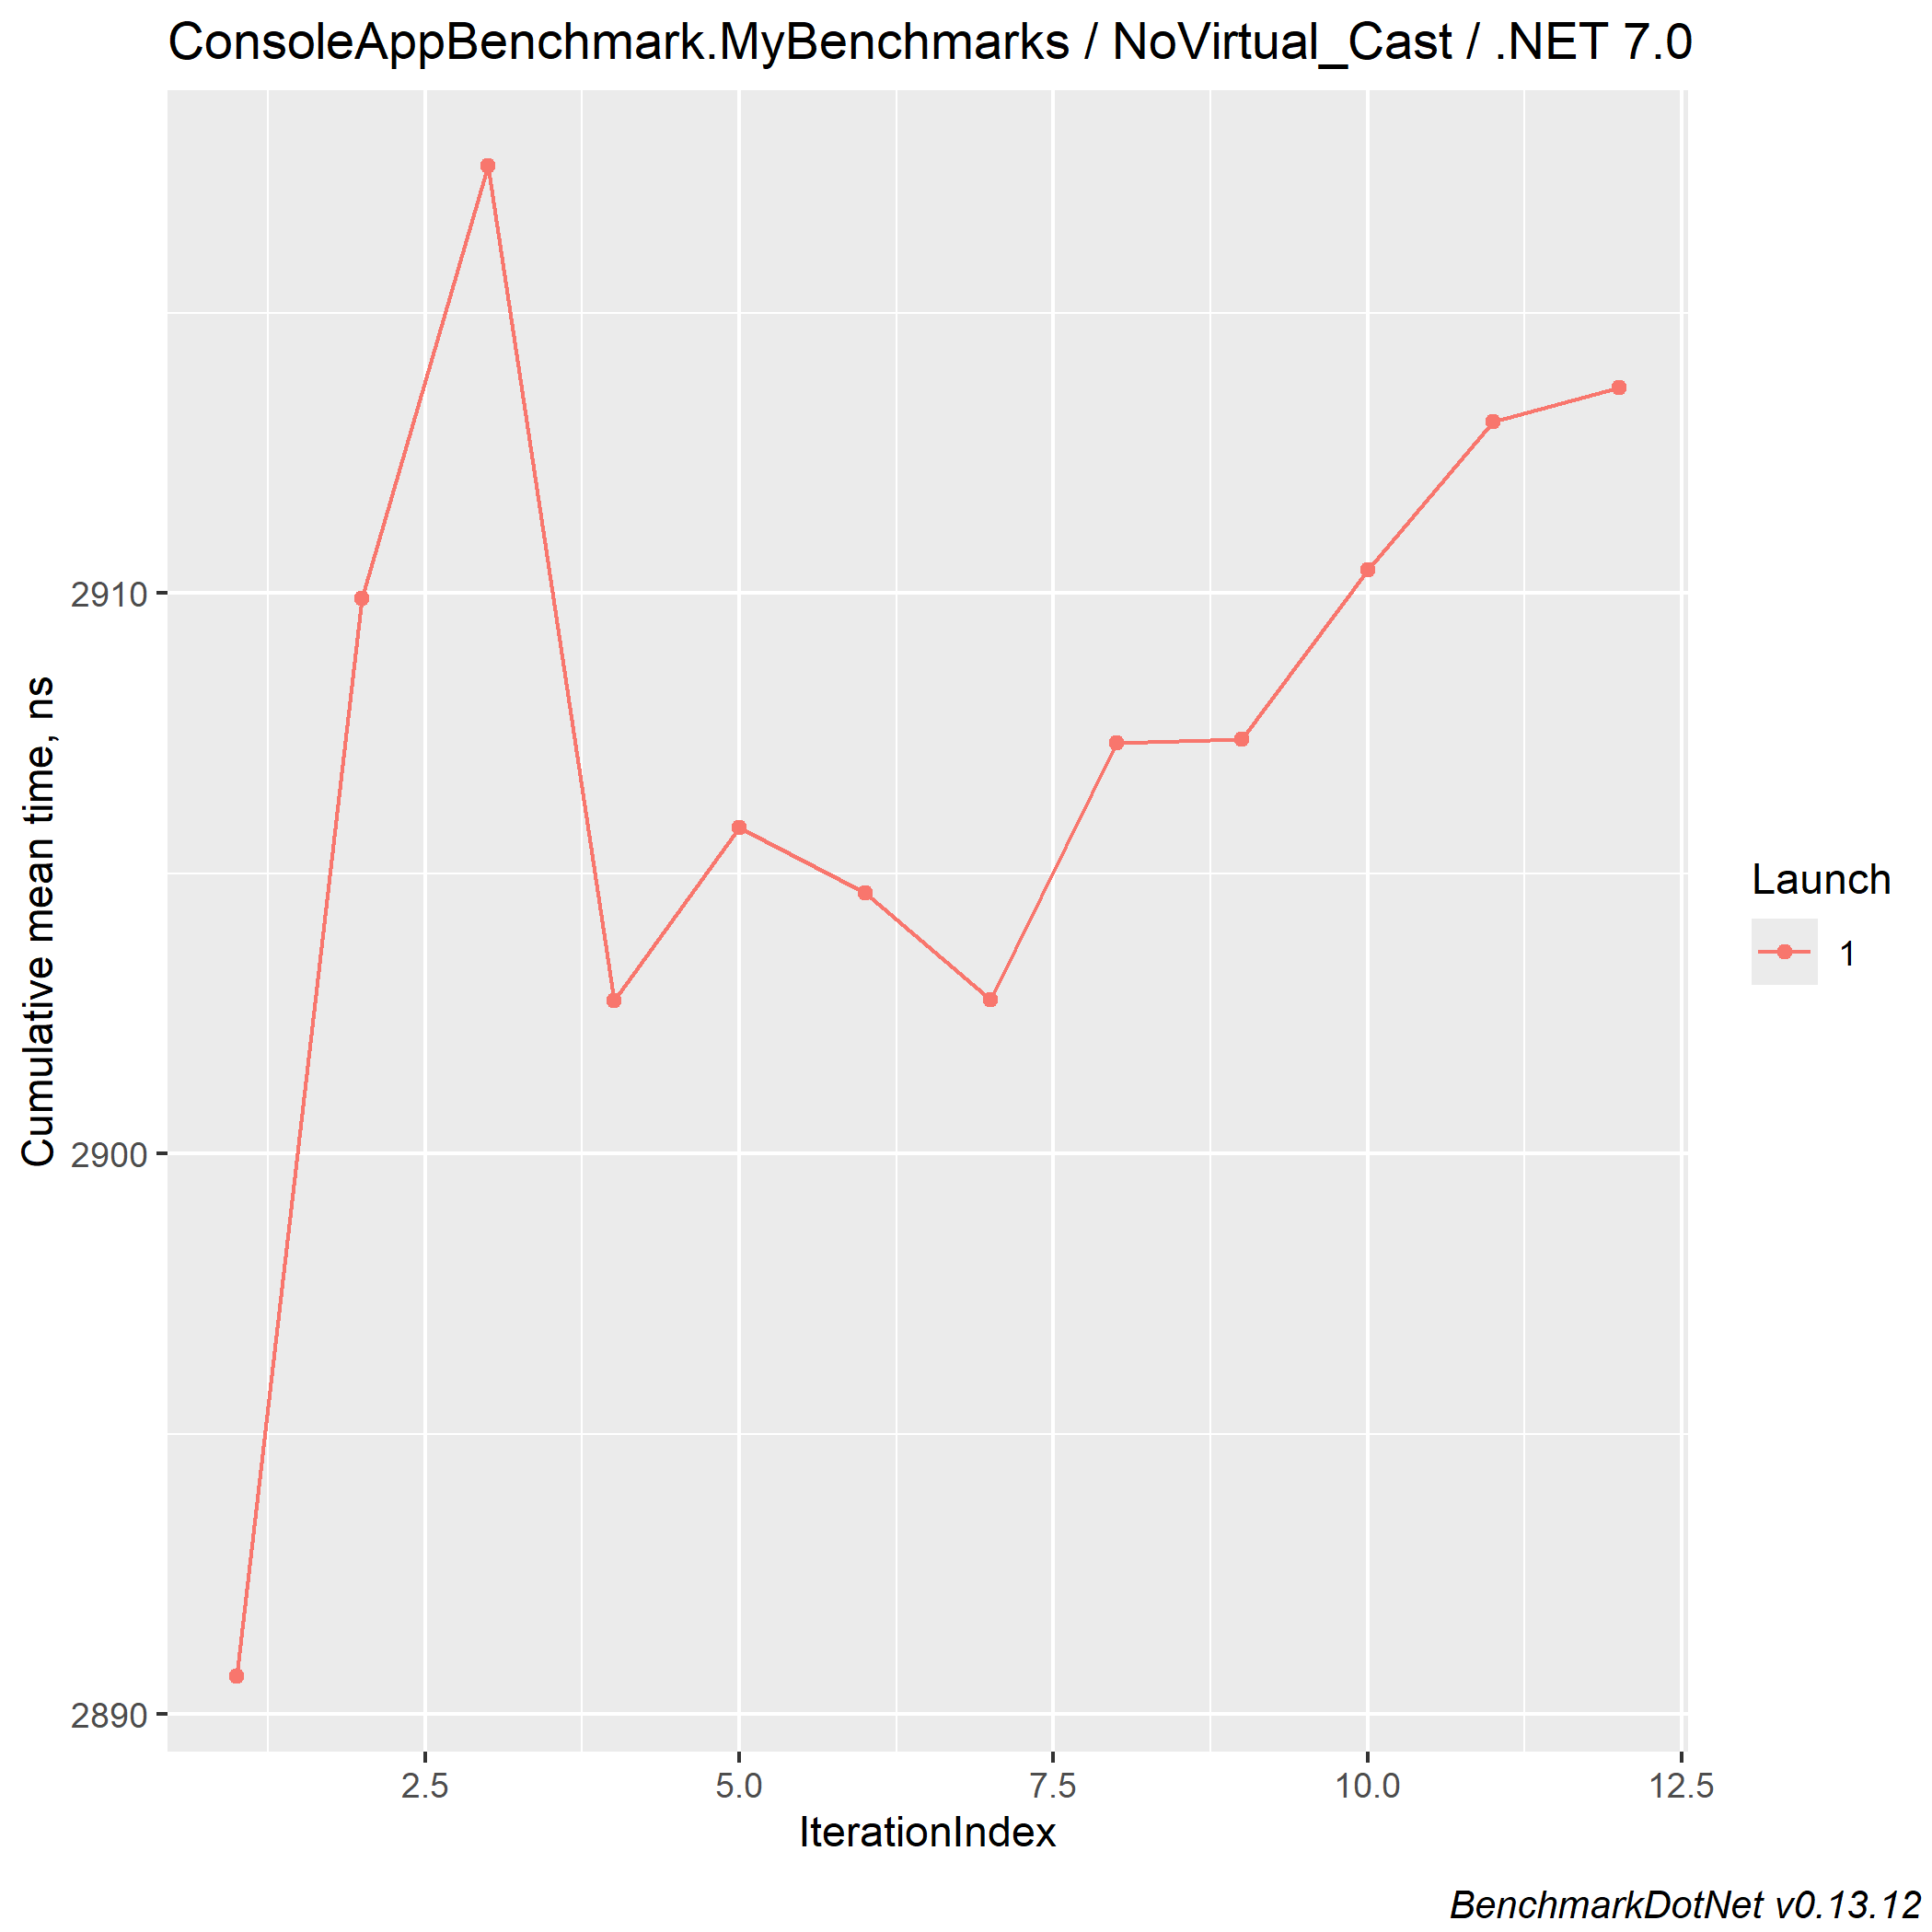 ConsoleAppBenchmark.MyBenchmarks / NoVirtual_Cast / .NET 7.0
Cumulative mean time, ns
2910
2900
2890
2.5
5.0
7.5
10.0
12.5
IterationIndex
Launch
1
BenchmarkDotNet v0.13.12